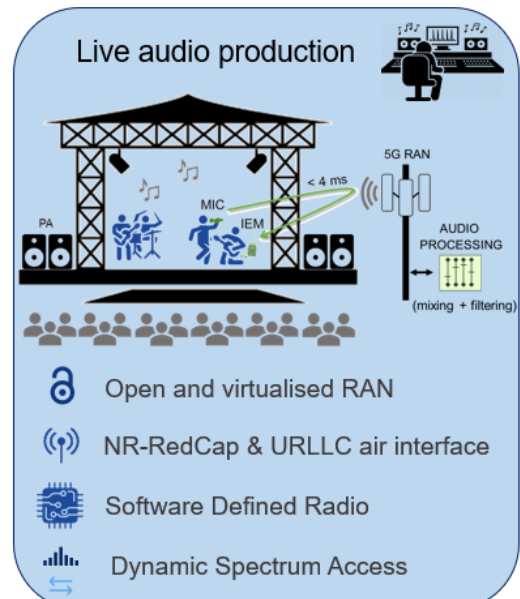 Live audio production
< 4 ms
5G RAN
MIC
IEM
PA
AUDIO
PROCESSING
(mixing + filtering)
Open and virtualised RAN
NR-RedCap & URLLC air interface
Software Defined Radio
Dynamic Spectrum Access